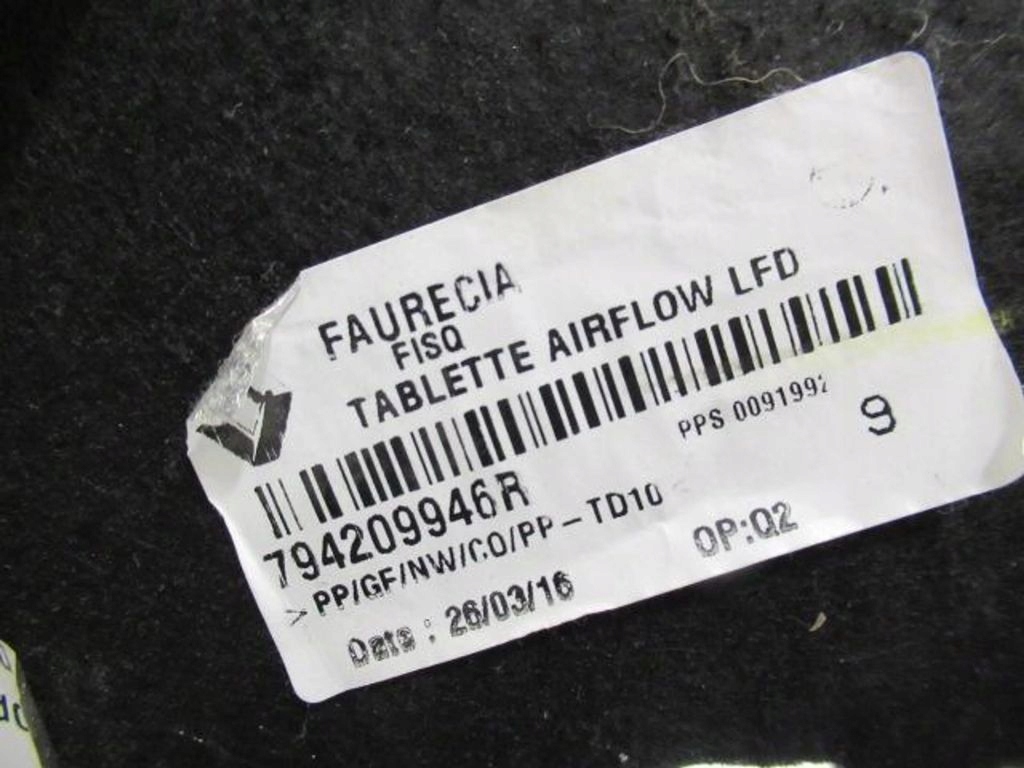 FAURECIA
FISQ
TABLETTE AIRFLOW LFD
PPS 0091992
9
794209946R
> PP/GF/NW/CO/PP-TD10
OP:Q2
Date : 26/03/16